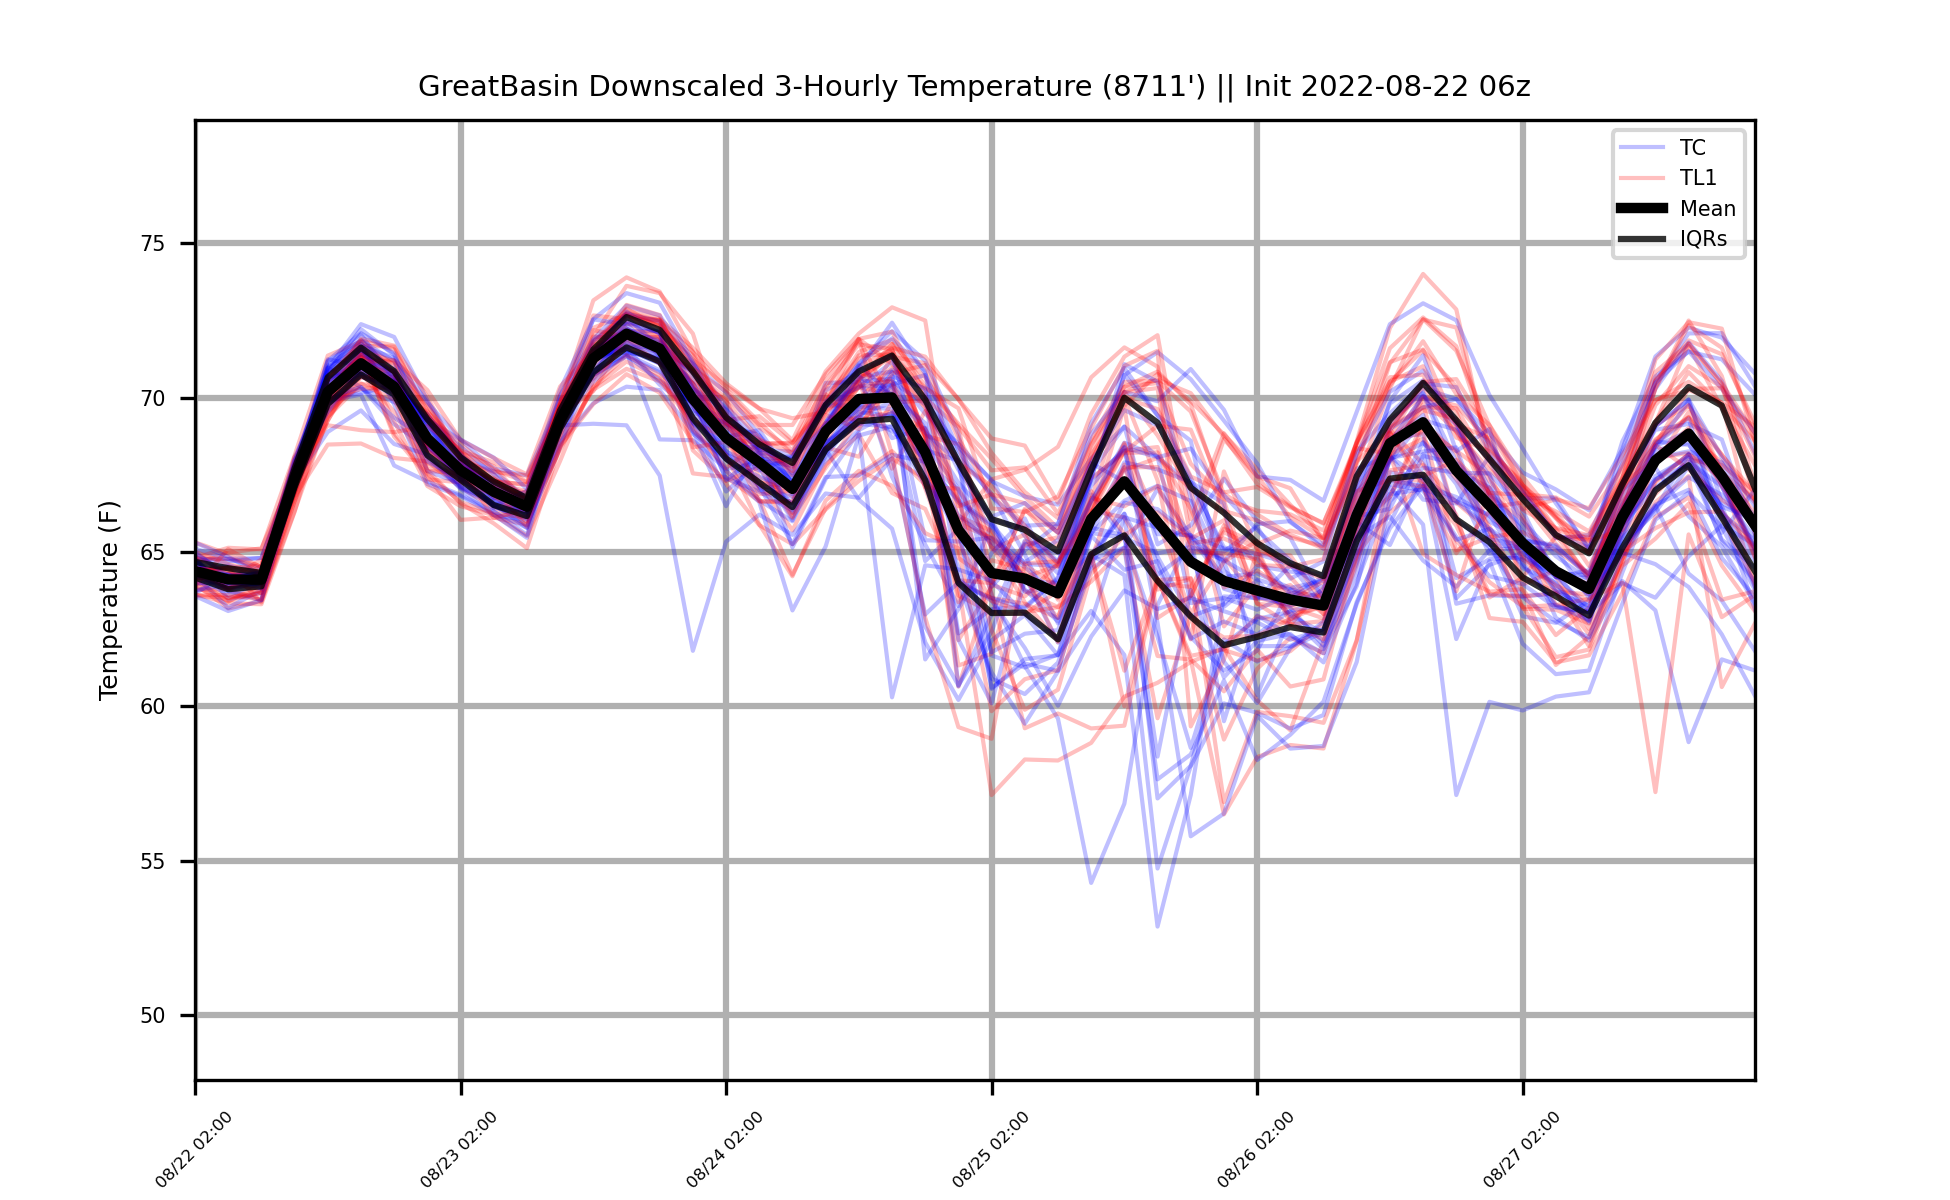 GreatBasin Downscaled 3-Hourly Temperature (8711') || Init 2022-08-22 06z
TC
TL1
Mean
IQRs
Temperature (F)
75
70
65
60
55
50
08/22 02:00
08/23 02:00
08/24 02:00
08/25 02:00
08/26 02:00
08/27 02:00